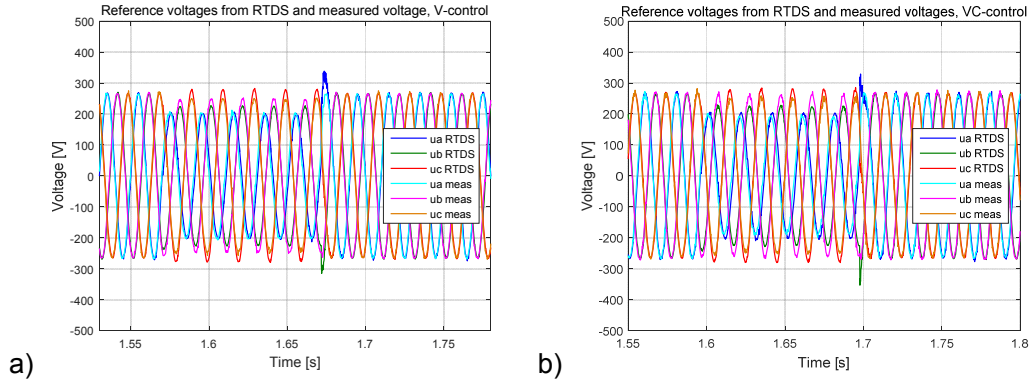 Reference voltages from RTDS and measured voltage, V-control
500
400
300
200
100
0
-100
-200
-300
-400
-500
Voltage [V]
ua RTDS
ub RTDS
uc RTDS
ua meas
ub meas
uc meas
1.55
1.6
1.65
1.7
1.75
Time [s]
a)
Reference voltages from RTDS and measured voltages, VC-control
500
400
300
200
100
0
-100
-200
-300
-400
-500
Voltage [V]
ua RTDS
ub RTDS
uc RTDS
ua meas
ub meas
uc meas
1.55
1.6
1.65
1.7
1.75
1.8
Time [s]
b)